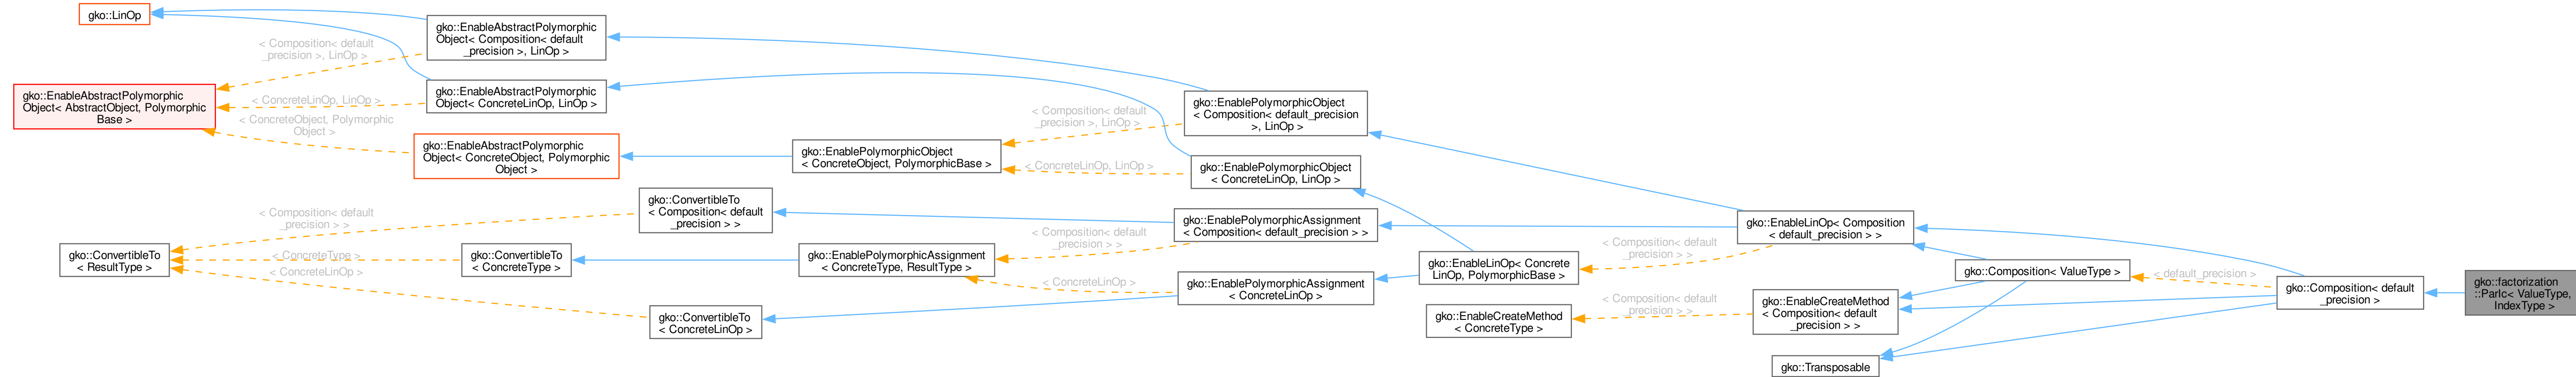 gko::LinOp
gko::EnableAbstractPolymorphic
Object< AbstractObject, Polymorphic
Base >
gko::ConvertibleTo
< ResultType >
< Composition< default
_precision >, LinOp >
< ConcreteLinOp, LinOp >
< ConcreteObject, Polymorphic
Object >
< Composition< default
_precision > >
< ConcreteType >
< ConcreteLinOp >
gko::EnableAbstractPolymorphic
Object< Composition< default
_precision >, LinOp >
gko::EnableAbstractPolymorphic
Object< ConcreteLinOp, LinOp >
gko::EnableAbstractPolymorphic
Object< ConcreteObject, Polymorphic
Object >
gko::ConvertibleTo
< ConcreteType >
gko::ConvertibleTo
< Composition< default
_precision > >
gko::ConvertibleTo
< ConcreteLinOp >
gko::EnablePolymorphicObject
< ConcreteObject, PolymorphicBase >
gko::EnablePolymorphicAssignment
< ConcreteType, ResultType >
< Composition< default
_precision >, LinOp >
< ConcreteLinOp, LinOp >
< Composition< default
_precision > >
< ConcreteLinOp >
gko::EnablePolymorphicObject
< Composition< default_precision
>, LinOp >
gko::EnablePolymorphicObject
< ConcreteLinOp, LinOp >
gko::EnablePolymorphicAssignment
< Composition< default_precision > >
gko::EnablePolymorphicAssignment
< ConcreteLinOp >
gko::EnableLinOp< Concrete
LinOp, PolymorphicBase >
gko::EnableCreateMethod
< ConcreteType >
< Composition< default
_precision > >
< Composition< default
_precision > >
gko::EnableLinOp< Composition
< default_precision > >
gko::EnableCreateMethod
< Composition< default
_precision > >
gko::Transposable
gko::Composition< ValueType >
< default_precision >
gko::Composition< default
_precision >
gko::factorization
::ParIc< ValueType,
IndexType >